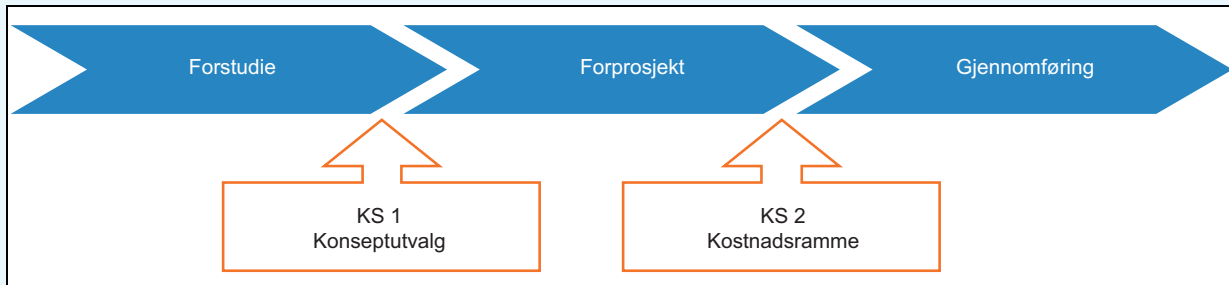 Forstudie
Forprosjekt
Gjennomføring
KS 1
Konseptutvalg
KS 2
Kostnadsramme